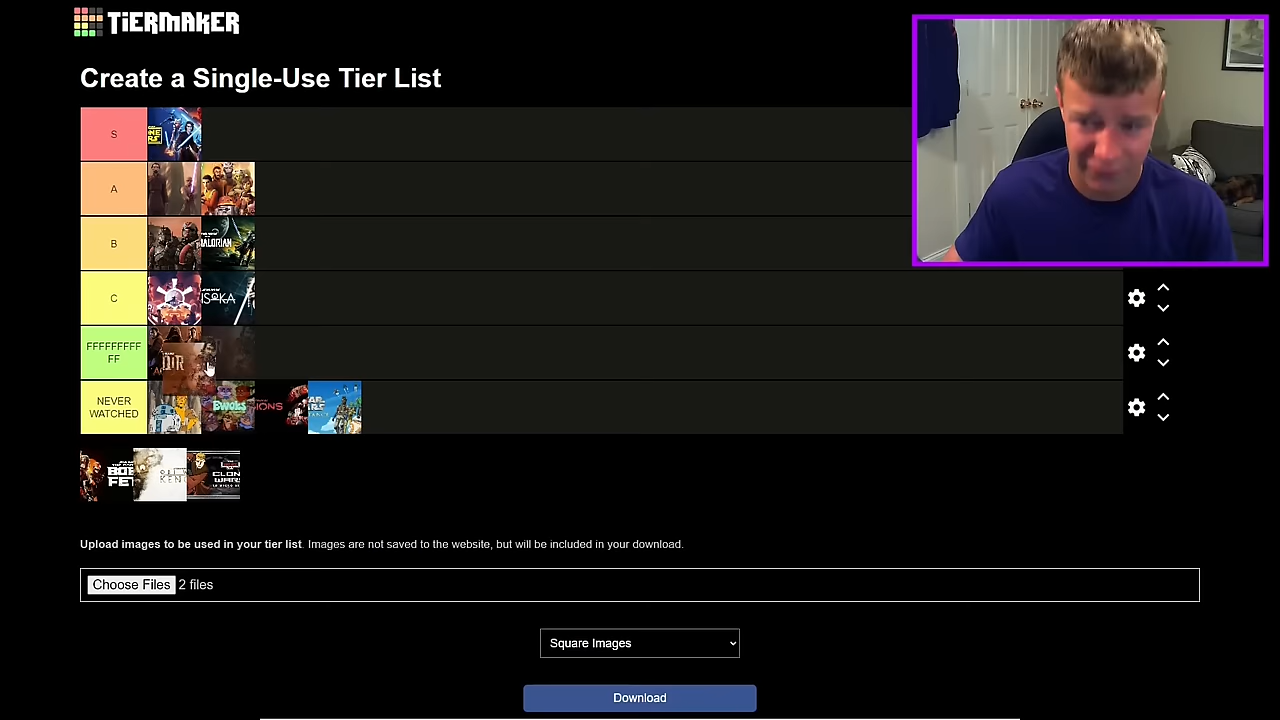 TIERMAKER
Create a Single-Use Tier List
S
A
B
C
FFFFFFFFF
FF
NEVER
WATCHED
Upload images to be used in your tier list. Images are not saved to the website, but will be included in your download.
Choose Files 2 files
Square Images
Download